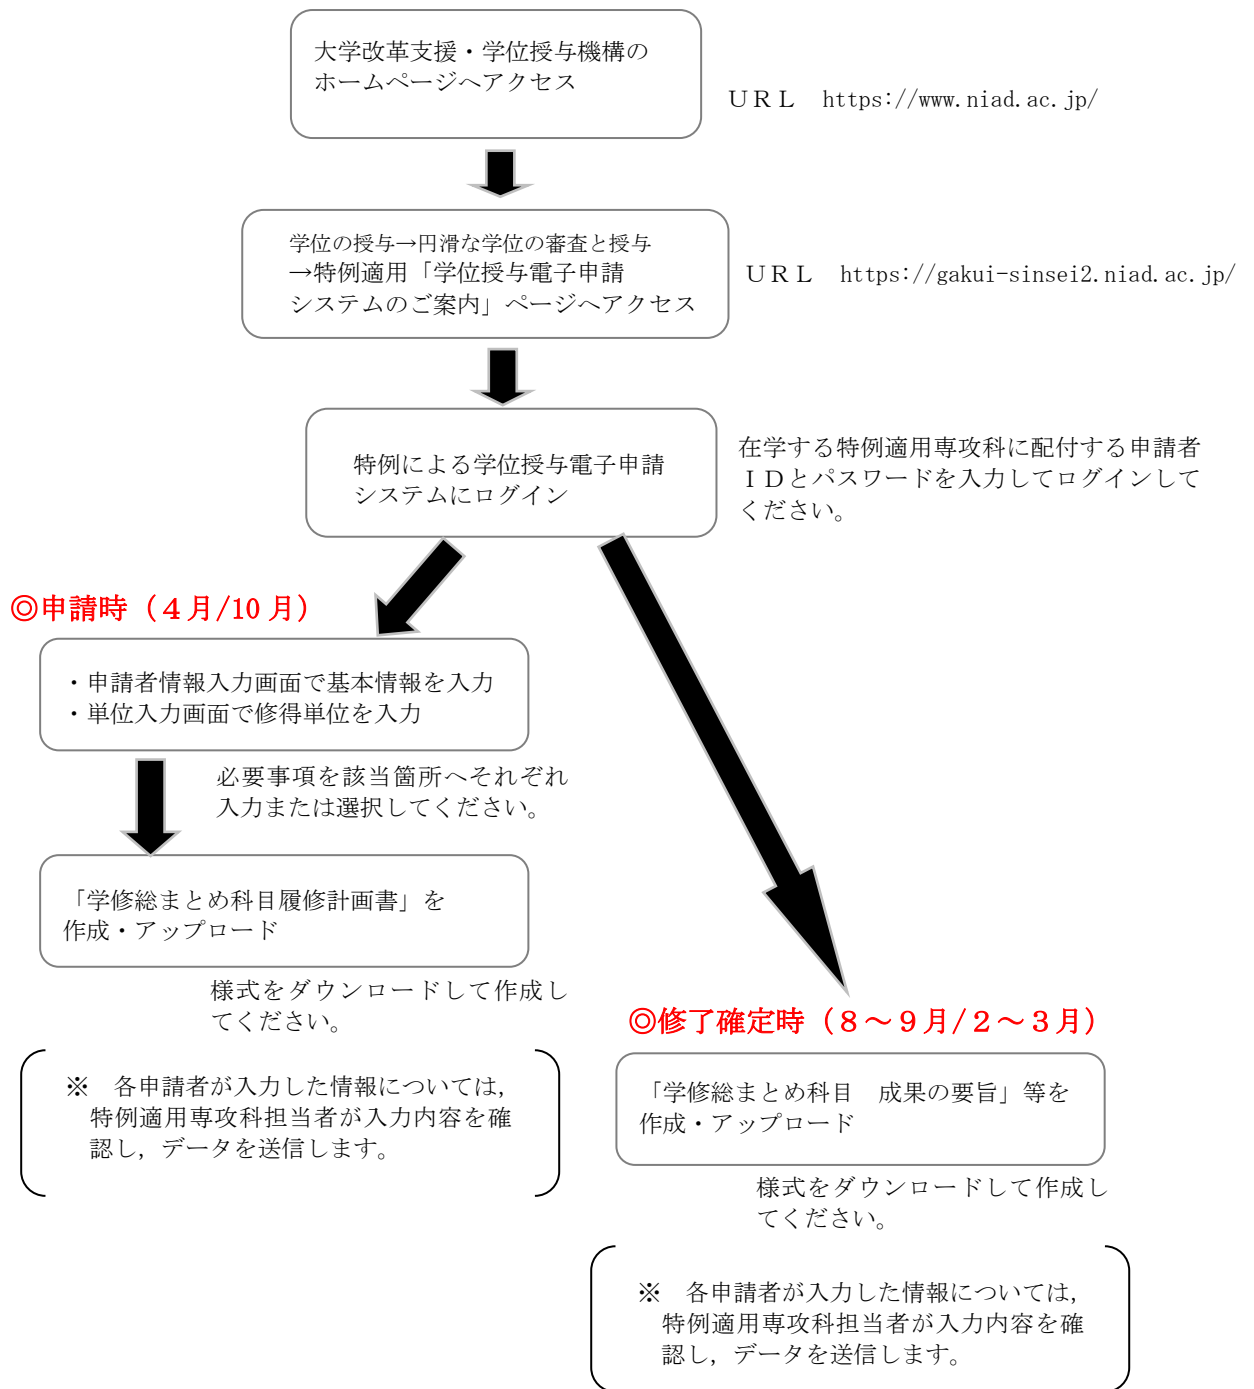 大学改革支援・学位授与機構の
ホームページへアクセス
ＵＲＬ　https://www.niad.ac.jp/
学位の授与→円滑な学位の審査と授与
→特例適用「学位授与電子申請
システムのご案内」ページへアクセス
ＵＲＬ　https://gakui-sinsei2.niad.ac.jp/
特例による学位授与電子申請
システムにログイン
在学する特例適用専攻科に配付する申請者
ＩＤとパスワードを入力してログインして
ください。
◎申請時（４月/10月）
・申請者情報入力画面で基本情報を入力
・単位入力画面で修得単位を入力
必要事項を該当箇所へそれぞれ
入力または選択してください。
「学修総まとめ科目履修計画書」を
作成・アップロード
様式をダウンロードして作成し
てください。
※　各申請者が入力した情報については，
特例適用専攻科担当者が入力内容を確
認し，データを送信します。
◎修了確定時（８～９月/２～３月）
「学修総まとめ科目　成果の要旨」等を
作成・アップロード
様式をダウンロードして作成し
てください。
※　各申請者が入力した情報については，
特例適用専攻科担当者が入力内容を確
認し，データを送信します。